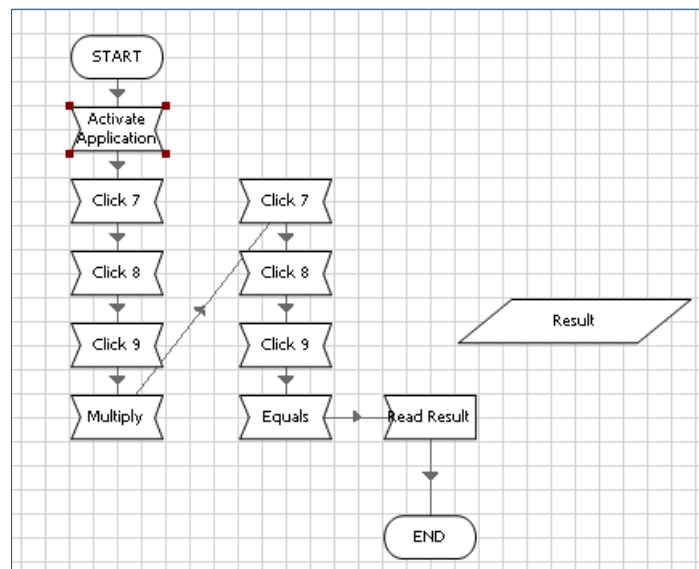 START
Activate
Application
Click 7
Click 8
Click 9
Multiply
Click 7
Click 8
Click 9
Equals
Read Result
END
Result